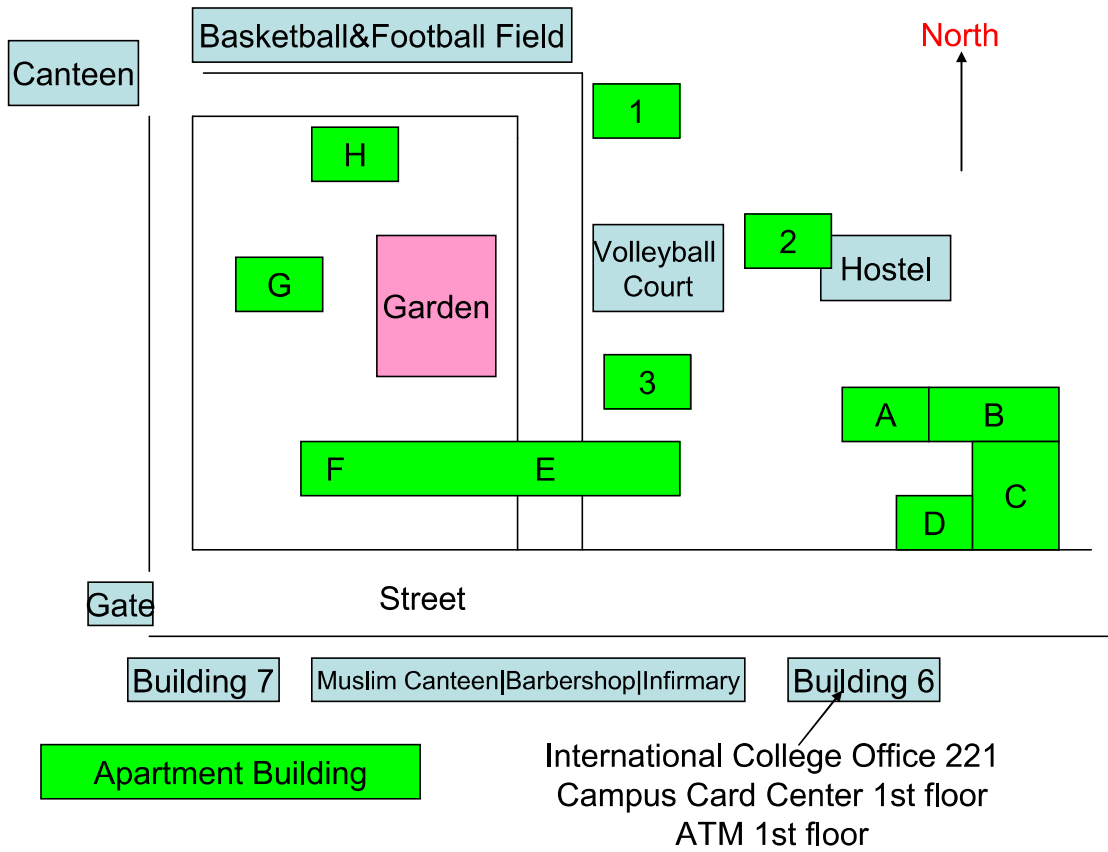 Basketball&Football Field
North
Canteen
1
H
2
Volleyball
Court
Hostel
G
Garden
3
A
B
F
E
C
D
Gate
Street
Building 7
Muslim Canteen|Barbershop|Infirmary
Building 6
International College Office 221
Apartment Building
Campus Card Center 1st floor
ATM 1st floor